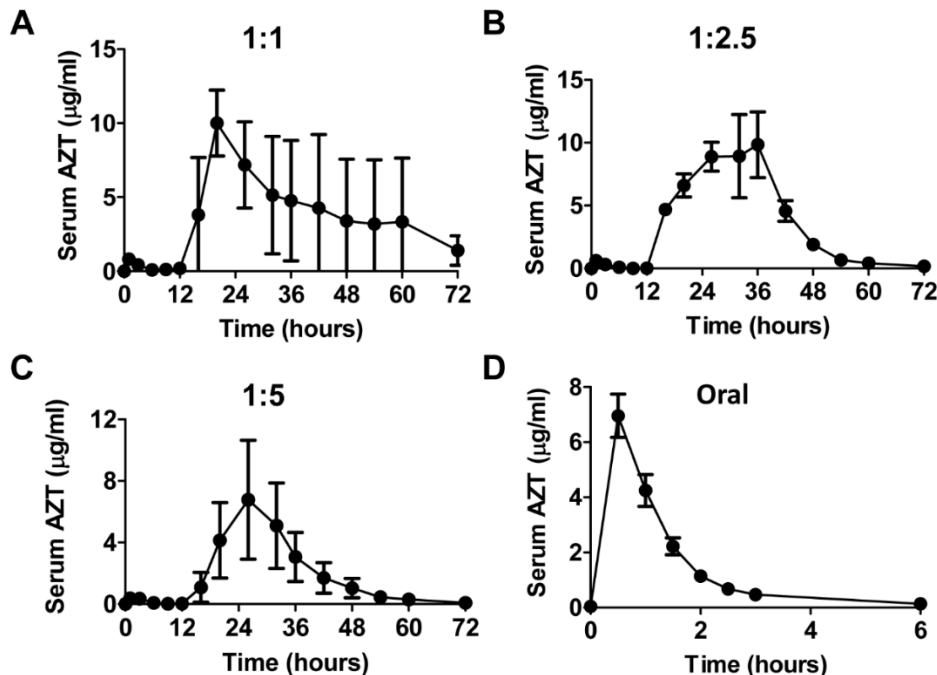 A
1:1
Serum AZT (μg/ml)
15
10
5
0
0 12 24 36 48 60 72
Time (hours)
B
1:2.5
Serum AZT (μg/ml)
15
10
5
0
0 12 24 36 48 60 72
Time (hours)
C
1:5
Serum AZT (μg/ml)
12
8
4
0
0 12 24 36 48 60 72
Time (hours)
D
Oral
Serum AZT (μg/ml)
8
6
4
2
0
0 2 4 6
Time (hours)